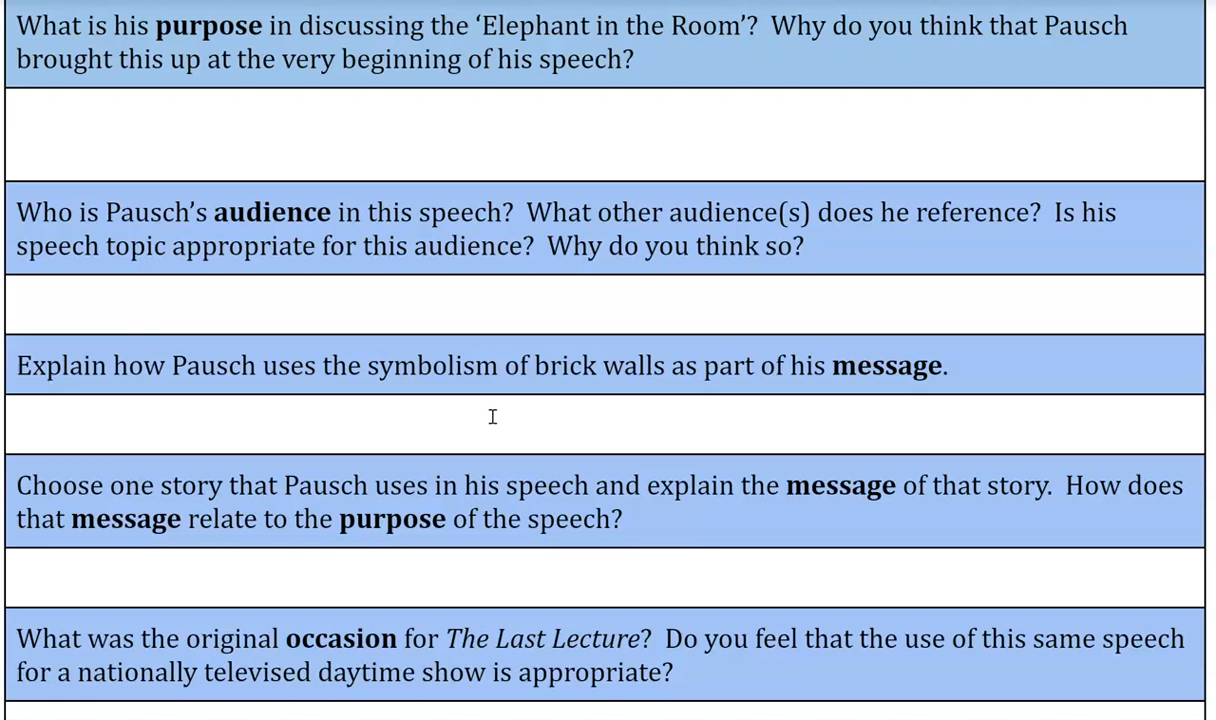 What is his purpose in discussing the ‘Elephant in the Room’?  Why do you think that Pausch
brought this up at the very beginning of his speech?
Who is Pausch’s audience in this speech?  What other audience(s) does he reference?  Is his
speech topic appropriate for this audience?  Why do you think so?
Explain how Pausch uses the symbolism of brick walls as part of his message.
Choose one story that Pausch uses in his speech and explain the message of that story.  How does
that message relate to the purpose of the speech?
What was the original occasion for The Last Lecture?  Do you feel that the use of this same speech
for a nationally televised daytime show is appropriate?